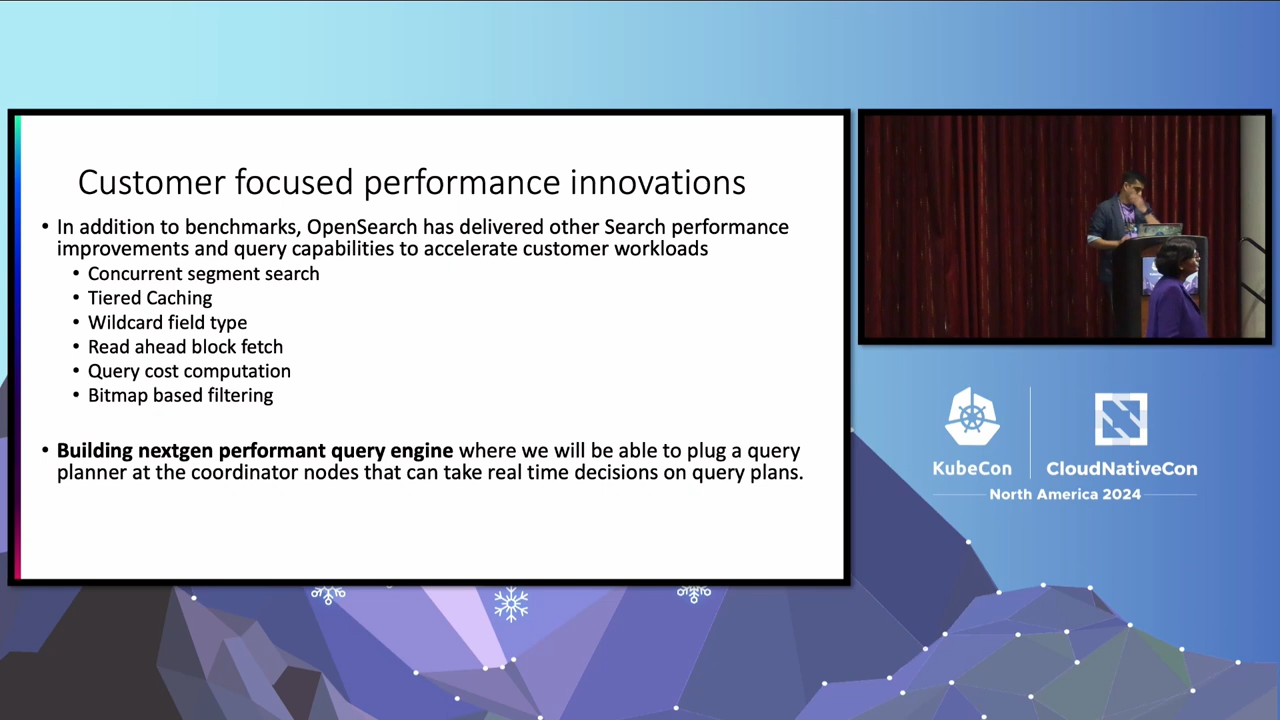 Customer focused performance innovations
• In addition to benchmarks, OpenSearch has delivered other Search performance
improvements and query capabilities to accelerate customer workloads
• Concurrent segment search
• Tiered Caching
• Wildcard field type
• Read ahead block fetch
• Query cost computation
• Bitmap based filtering
• Building nextgen performant query engine where we will be able to plug a query
planner at the coordinator nodes that can take real time decisions on query plans.
KubeCon
CloudNativeCon
North America 2024